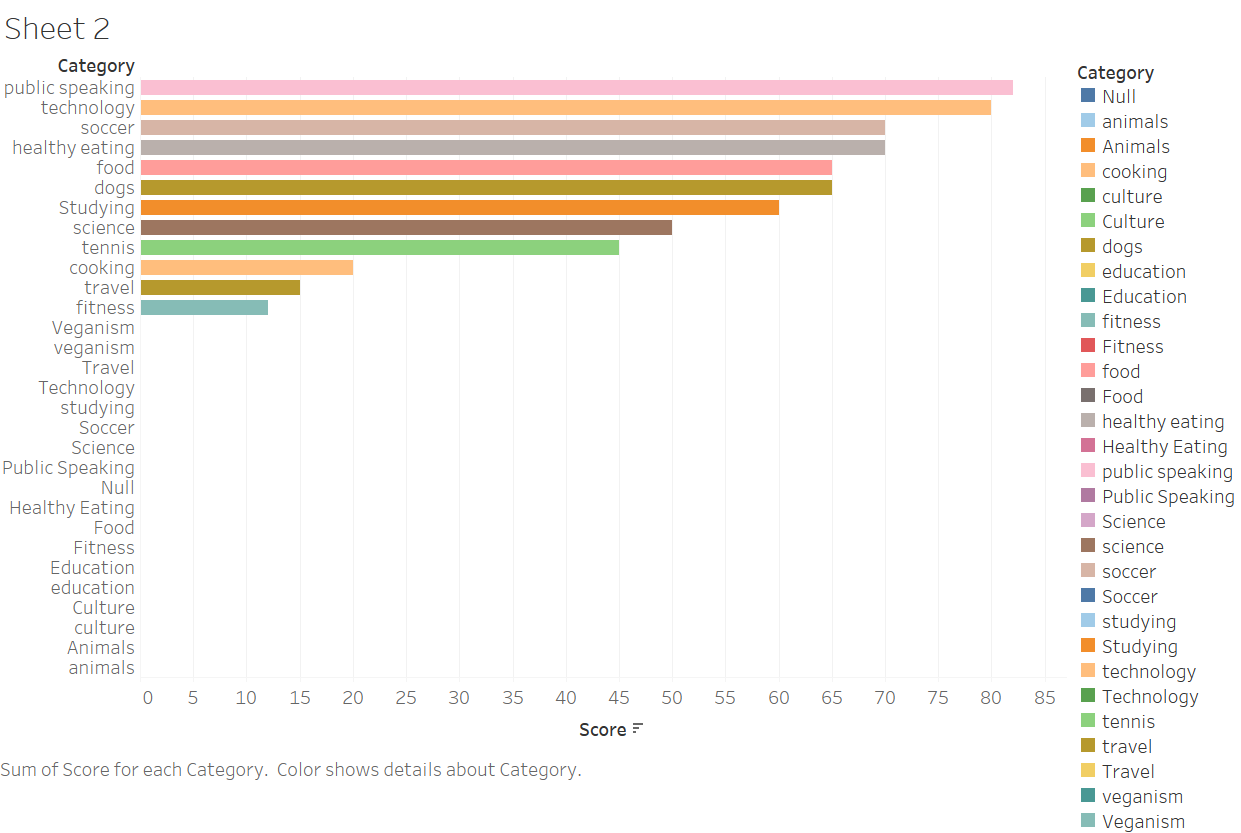 Sheet 2
Category
public speaking
technology
soccer
healthy eating
food
dogs
Studying
science
tennis
cooking
travel
fitness
Veganism
veganism
Travel
Technology
studying
Soccer
Science
Public Speaking
Null
Healthy Eating
Food
Fitness
Education
education
Culture
culture
Animals
animals
0 5 10 15 20 25 30 35 40 45 50 55 60 65 70 75 80 85
Score
Sum of Score for each Category. Color shows details about Category.
Category
Null
animals
Animals
cooking
culture
Culture
dogs
education
Education
fitness
Fitness
food
Food
healthy eating
Healthy Eating
public speaking
Public Speaking
Science
science
soccer
Soccer
studying
Studying
technology
Technology
tennis
travel
Travel
veganism
Veganism